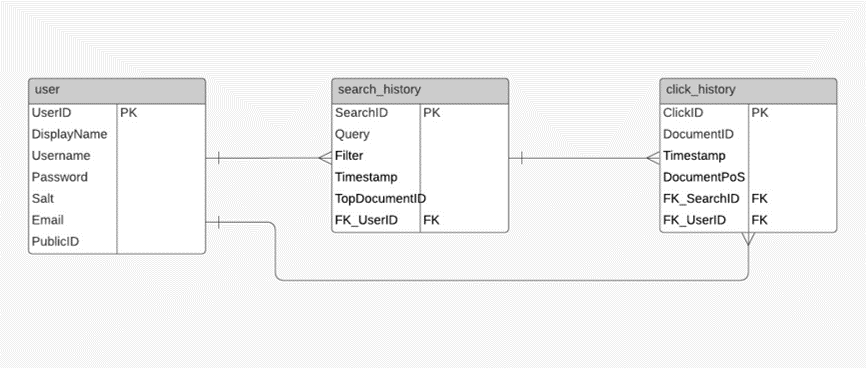 user
UserID PK
DisplayName
Username
Password
Salt
Email
PublicID
search_history
SearchID PK
Query
Filter
Timestamp
TopDocumentID
FK_UserID FK
click_history
ClickID PK
DocumentID
Timestamp
DocumentPoS
FK_SearchID FK
FK_UserID FK